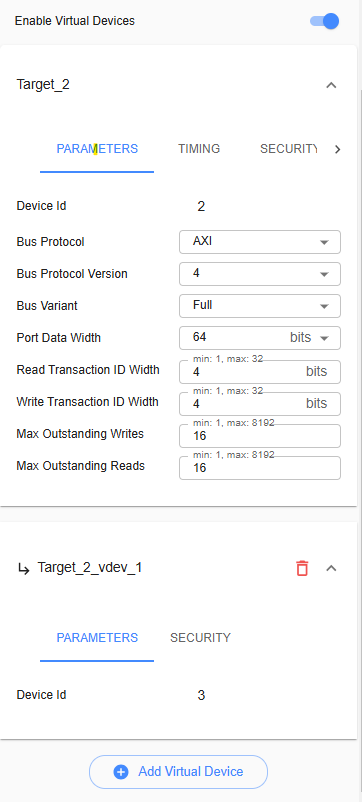 Enable Virtual Devices
Target_2
PARAMETERS TIMING SECURITY
Device Id 2
Bus Protocol AXI
Bus Protocol Version 4
Bus Variant Full
Port Data Width 64 bits
min: 1, max: 32
Read Transaction ID Width 4 bits
min: 1, max: 32
Write Transaction ID Width 4 bits
min: 1, max: 8192
Max Outstanding Writes 16
min: 1, max: 8192
Max Outstanding Reads 16
Target_2_vdev_1
PARAMETERS SECURITY
Device Id 3
Add Virtual Device